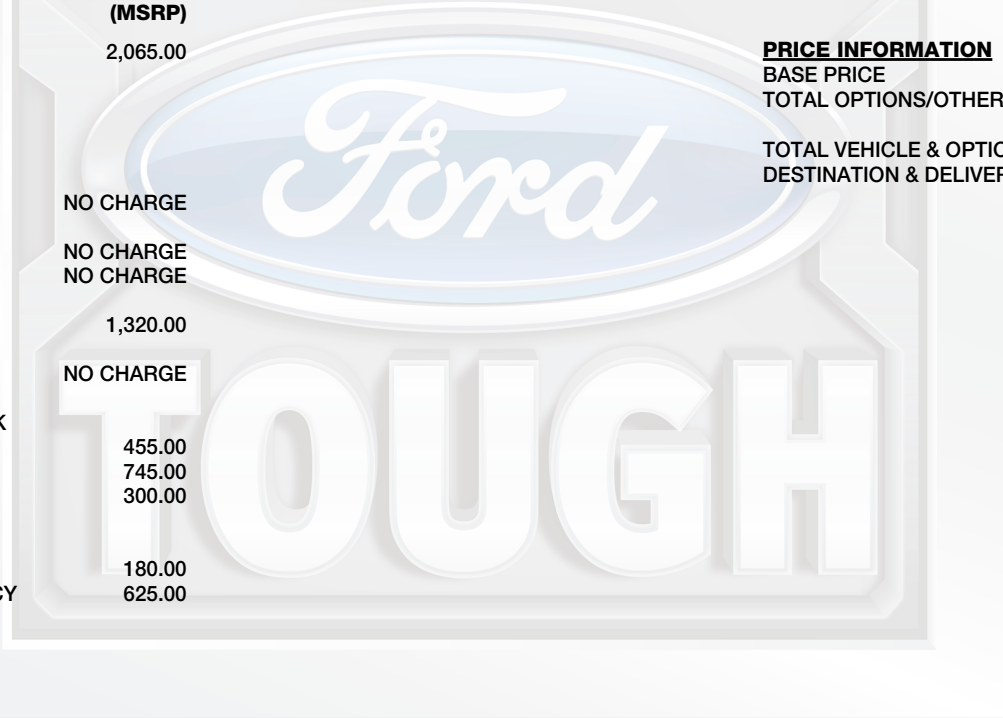 (MSRP)
2,065.00
NO CHARGE
NO CHARGE
NO CHARGE
1,320.00
NO CHARGE
K
455.00
745.00
300.00
180.00
CY 625.00
PRICE INFORMATION
BASE PRICE
TOTAL OPTIONS/OTHER
TOTAL VEHICLE & OPTIO
DESTINATION & DELIVER
Ford
TOUGH